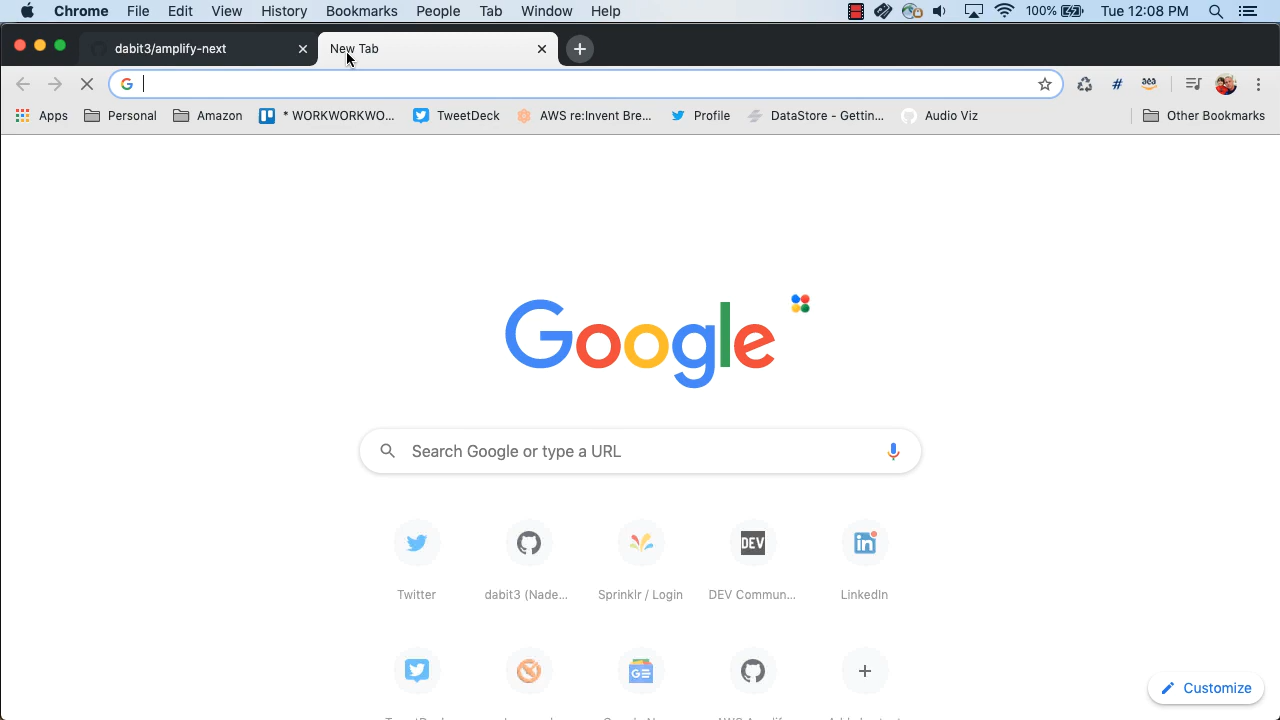 Chrome File Edit View History Bookmarks People Tab Window Help 100% Tue 12:08 PM
dabit3/amplify-next New Tab
Apps Personal Amazon * WORKWORKWO... TweetDeck AWS re:Invent Bre... Profile DataStore - Gettin... Audio Viz Other Bookmarks
Google
Search Google or type a URL
DEV
Twitter dabit3 (Nade... Sprinklr / Login DEV Commun... LinkedIn
Customize